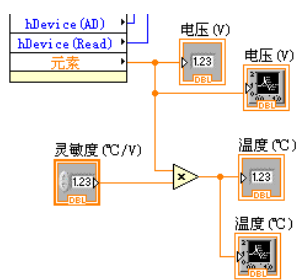 hDevice(AD)
hDevice(Read)
元素
电压(V)
1.23
DBL
电压(V)
DBL
灵敏度(℃/V)
1.23
DBL
×
温度(℃)
1.23
DBL
温度(℃)
DBL